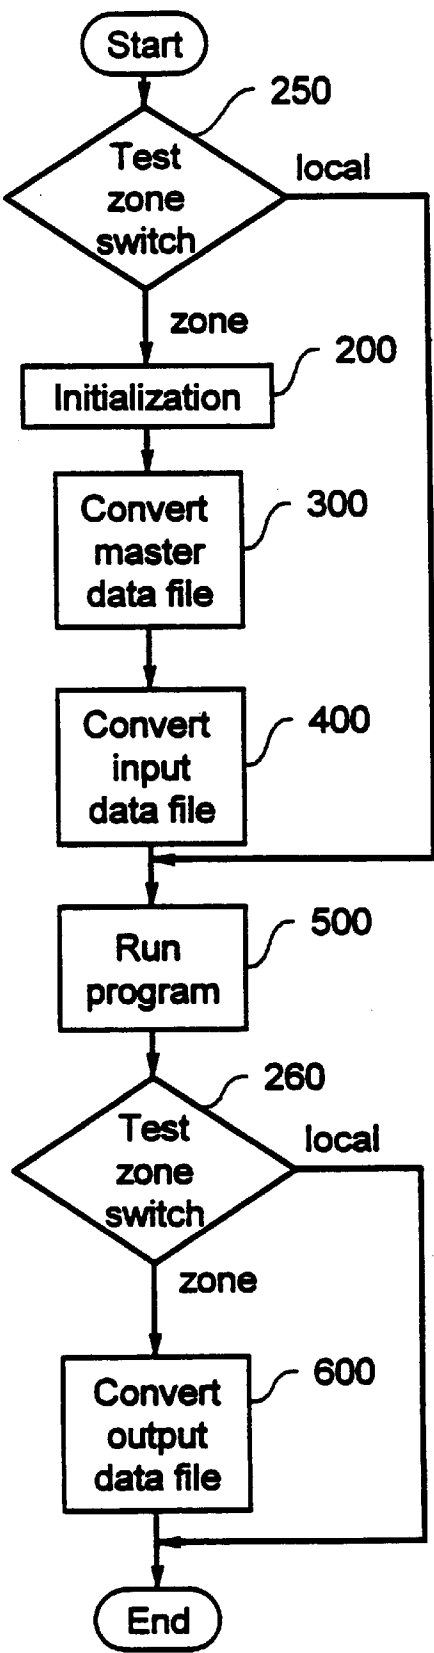 Start
250
Test
zone
switch
local
zone
200
Initialization
300
Convert
master
data file
400
Convert
input
data file
500
Run
program
260
Test
zone
switch
local
zone
600
Convert
output
data file
End